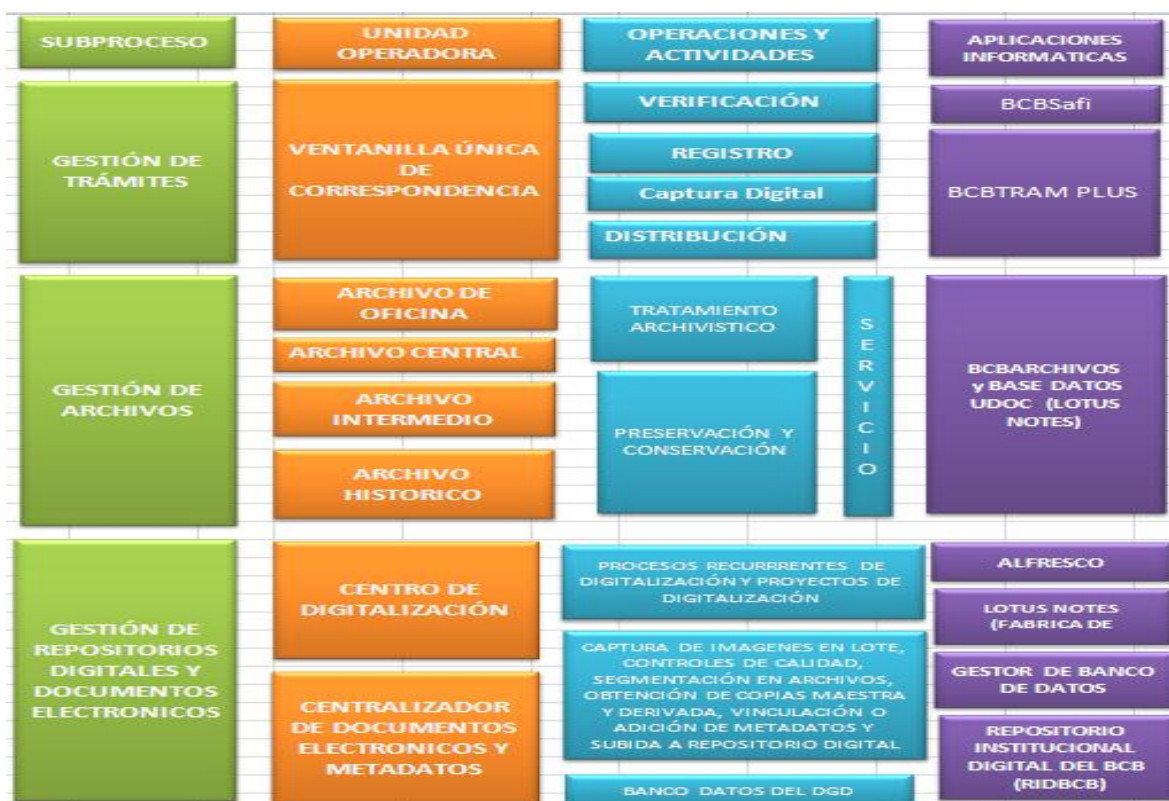 SUBPROCESO
UNIDAD
OPERADORA
OPERACIONES Y
ACTIVIDADES
APLICACIONES
INFORMATICAS
GESTIÓN DE
TRÁMITES
VENTANILLA ÚNICA
DE
CORRESPONDENCIA
VERIFICACIÓN
REGISTRO
Captura Digital
DISTRIBUCIÓN
BCBSafi
BCBTRAM PLUS
GESTIÓN DE
ARCHIVOS
ARCHIVO DE
OFICINA
ARCHIVO CENTRAL
ARCHIVO
INTERMEDIO
ARCHIVO
HISTORICO
TRATAMIENTO
ARCHIVISTICO
PRESERVACIÓN Y
CONSERVACIÓN
S
E
R
V
I
C
I
O
BCBARCHIVOS
y BASE DATOS
UDOC (LOTUS
NOTES)
GESTIÓN DE
REPOSITORIOS
DIGITALES Y
DOCUMENTOS
ELECTRONICOS
CENTRO DE
DIGITALIZACIÓN
CENTRALIZADOR
DE DOCUMENTOS
ELECTRONICOS Y
METADATOS
PROCESOS RECURRRENTES DE
DIGITALIZACIÓN Y PROYECTOS DE
DIGITALIZACIÓN
CAPTURA DE IMAGENES EN LOTE,
CONTROLES DE CALIDAD,
SEGMENTACIÓN EN ARCHIVOS,
OBTENCIÓN DE COPIAS MAESTRA
Y DERIVADA, VINCULACIÓN O
ADICIÓN DE METADATOS Y
SUBIDA A REPOSITORIO DIGITAL
BANCO DATOS DEL DGD
ALFRESCO
LOTUS NOTES
(FABRICA DE
GESTOR DE BANCO
DE DATOS
REPOSITORIO
INSTITUCIONAL
DIGITAL DEL BCB
(RIDBCB)